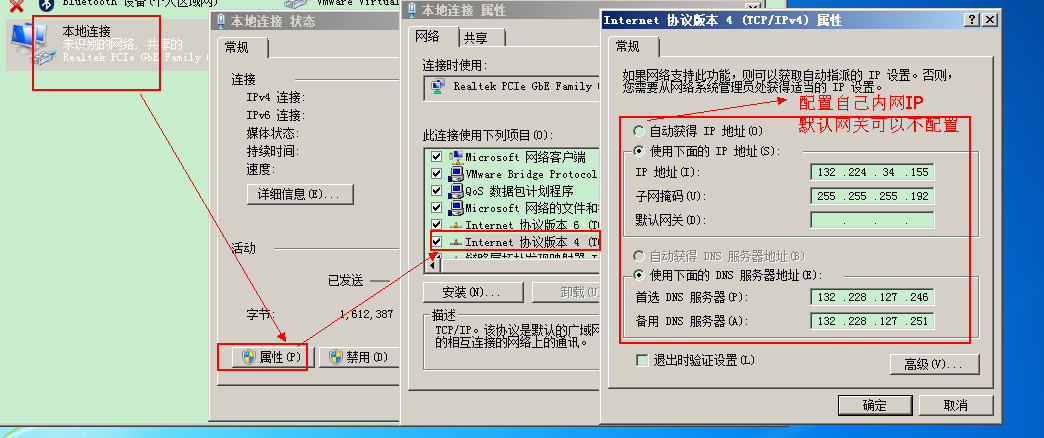 Bluetooth 设备(个人区域网)
VMware Virtual
本地连接
未识别的网络, 共享的
Realtek PCIe GbE Family
本地连接 状态
常规
连接
IPv4 连接:
IPv6 连接:
媒体状态:
持续时间:
速度:
详细信息(E)...
活动
已发送
字节:
1,612,387
属性(P)
禁用(D)
本地连接 属性
网络
共享
连接时使用:
Realtek PCIe GbE Family
此连接使用下列项目(O):
Microsoft 网络客户端
VMware Bridge Protocol
QoS 数据包计划程序
Microsoft 网络的文件和
Internet 协议版本 6 (TC
Internet 协议版本 4 (TC
链路层拓扑发现映射器 I
安装(N)...
卸载(U)
描述
TCP/IP。该协议是默认的广域网
的相互连接的网络上的通讯。
Internet 协议版本 4 (TCP/IPv4) 属性
常规
如果网络支持此功能，则可以获取自动指派的 IP 设置。否则，
您需要从网络系统管理员处获得适当的 IP 设置。
配置自己内网IP
默认网关可以不配置
自动获得 IP 地址(O)
使用下面的 IP 地址(S):
IP 地址(I):
132 .224 .34 .155
子网掩码(U):
255 .255 .255 .192
默认网关(D):
. . .
自动获得 DNS 服务器地址(B)
使用下面的 DNS 服务器地址(E):
首选 DNS 服务器(P):
132 .228 .127 .246
备用 DNS 服务器(A):
132 .228 .127 .251
退出时验证设置(L)
高级(V)...
确定
取消